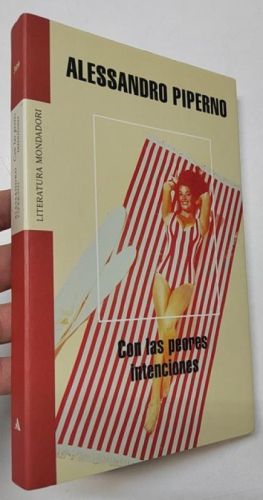 ALESSANDRO PIPERNO
LITERATURA MONDADORI
Con las peores
intenciones